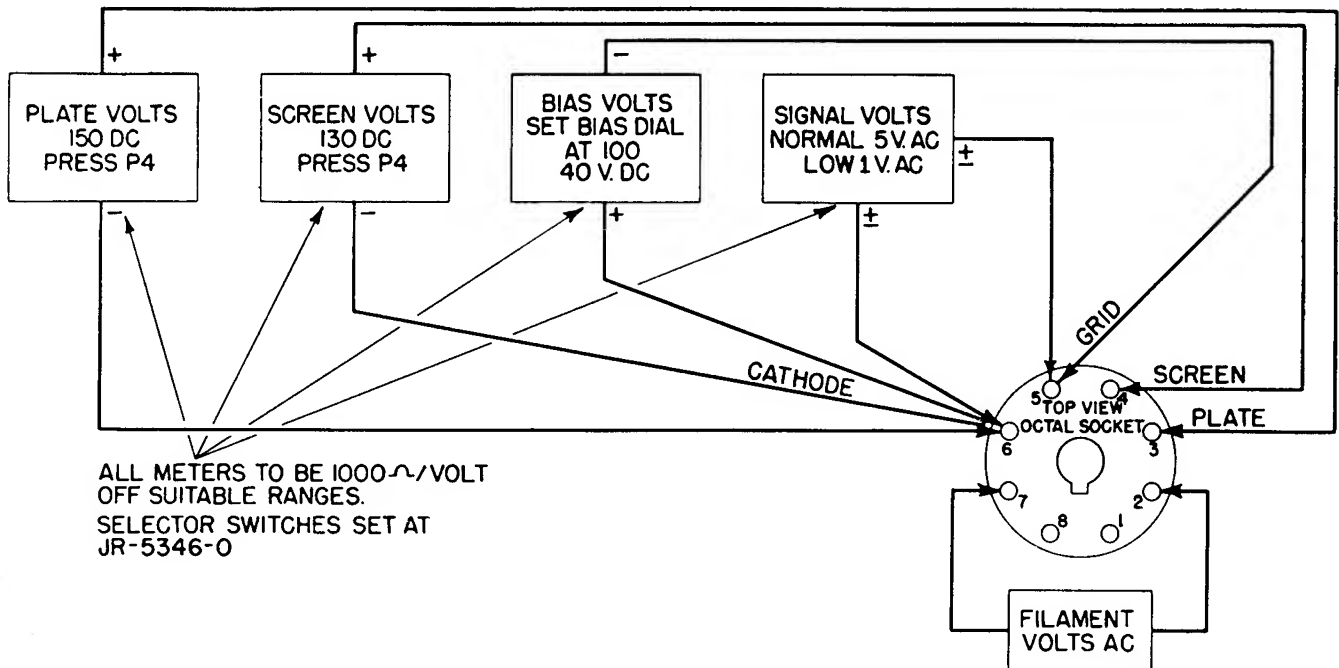 +
+
-
PLATE VOLTS
150 DC
PRESS P4
SCREEN VOLTS
130 DC
PRESS P4
BIAS VOLTS
SET BIAS DIAL
AT 100
40 V. DC
SIGNAL VOLTS
NORMAL 5V. AC
LOW 1V. AC
±
-
-
+
±
GRID
CATHODE
SCREEN
PLATE
5
4
TOP VIEW
OCTAL SOCKET
6
3
7
2
8
1
ALL METERS TO BE 1000-Ω/VOLT
OFF SUITABLE RANGES.
SELECTOR SWITCHES SET AT
JR-5346-0
FILAMENT
VOLTS AC